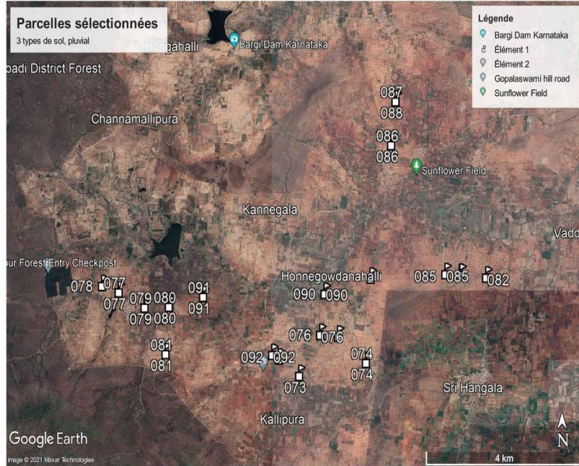 Parcelles sélectionnées
3 types de sol, pluvial
Légende
Bargi Dam Karnataka
Élément 1
Élément 2
Gopalaswami hill road
Sunflower Field
Hongahalli
Bargi Dam Karnataka
padi District Forest
087
088
Channamallipura
086
086
Sunflower Field
Kannegala
Vadd
pur Forest Entry Checkpost
078
077
077
079
079
080
080
091
091
Honnegowdanahalli
090
090
085
085
082
081
081
092
092
076
076
073
074
074
Sri Hangala
Kallipura
Google Earth
Image © 2021 Maxar Technologies
N
4 km